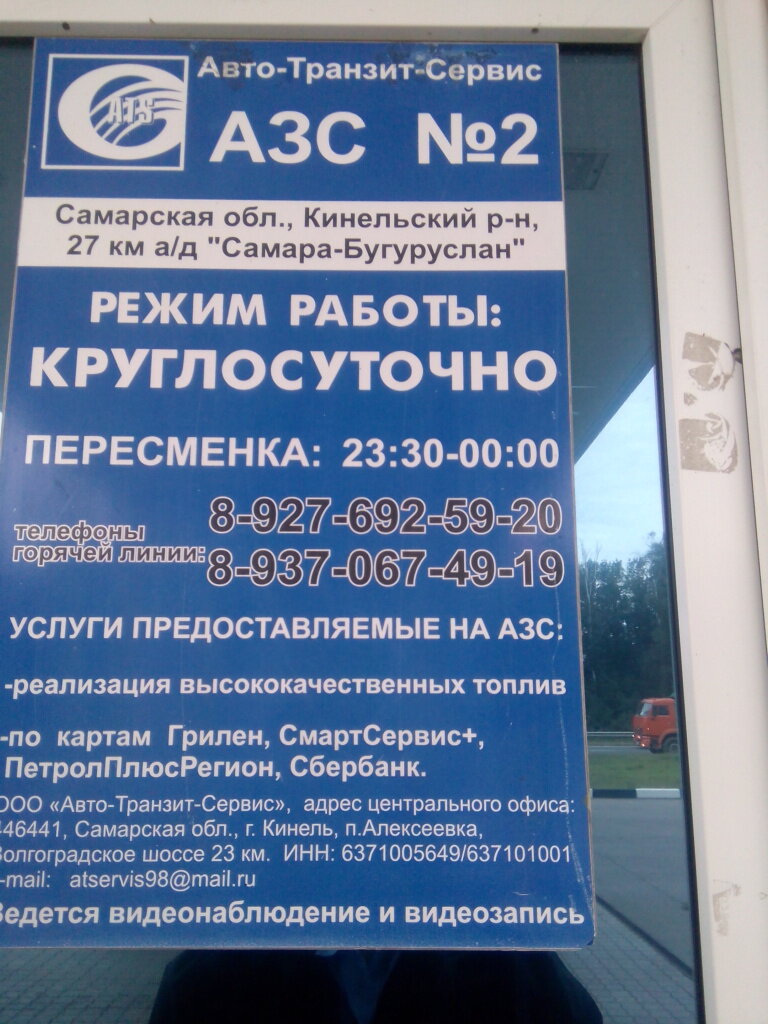 ATS
Авто-Транзит-Сервис
АЗС №2
Самарская обл., Кинельский р-н,
27 км а/д "Самара-Бугуруслан"
РЕЖИМ РАБОТЫ:
КРУГЛОСУТОЧНО
ПЕРЕСМЕНКА: 23:30-00:00
телефоны
горячей линии:
8-927-692-59-20
8-937-067-49-19
УСЛУГИ ПРЕДОСТАВЛЯЕМЫЕ НА АЗС:
-реализация высококачественных топлив
-по картам Грилен, СмартСервис+,
ПетролПлюсРегион, Сбербанк.
ООО «Авто-Транзит-Сервис», адрес центрального офиса:
446441, Самарская обл., г. Кинель, п.Алексеевка,
Волгоградское шоссе 23 км. ИНН: 6371005649/637101001
e-mail: atservis98@mail.ru
Ведется видеонаблюдение и видеозапись